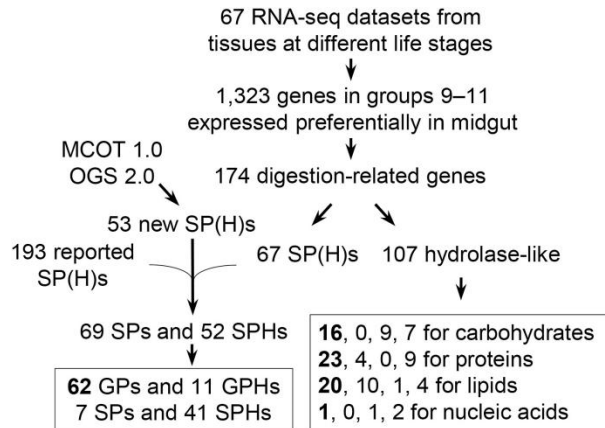 67 RNA-seq datasets from
tissues at different life stages
1,323 genes in groups 9–11
expressed preferentially in midgut
MCOT 1.0
OGS 2.0
174 digestion-related genes
53 new SP(H)s
193 reported
SP(H)s
67 SP(H)s
107 hydrolase-like
69 SPs and 52 SPHs
62 GPs and 11 GPHs
7 SPs and 41 SPHs
16, 0, 9, 7 for carbohydrates
23, 4, 0, 9 for proteins
20, 10, 1, 4 for lipids
1, 0, 1, 2 for nucleic acids